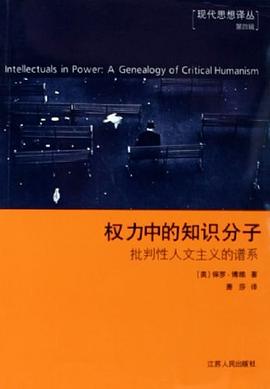 现代思想译丛
第四辑
Intellectuals in Power: A Genealogy of Critical Humanism
权力中的知识分子
批判性人文主义的谱系
[美] 保罗·博维 著
萧 莎 译
江苏人民出版社